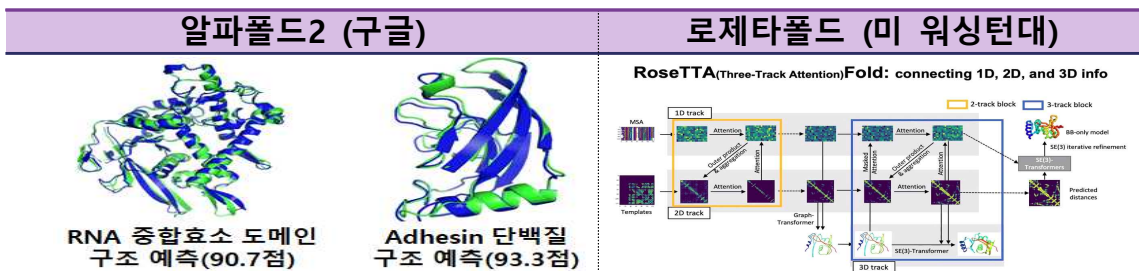 알파폴드2 (구글)
로제타폴드 (미 워싱턴대)
RNA 중합효소 도메인
구조 예측(90.7점)
Adhesin 단백질
구조 예측(93.3점)
RoseTTA(Three-Track Attention)Fold: connecting 1D, 2D, and 3D info
2-track block
3-track block
1D track
MSA
Attention
Attention
BB-only model
SE(3) iterative refinement
Outer product
& aggregation
Attention
Masked
Attention
Outer product
& aggregation
Attention
SE(3)-
Transformers
Attention
Attention
Predicted
distances
Templates
2D track
Graph-
Transformer
SE(3)-Transformer
3D track